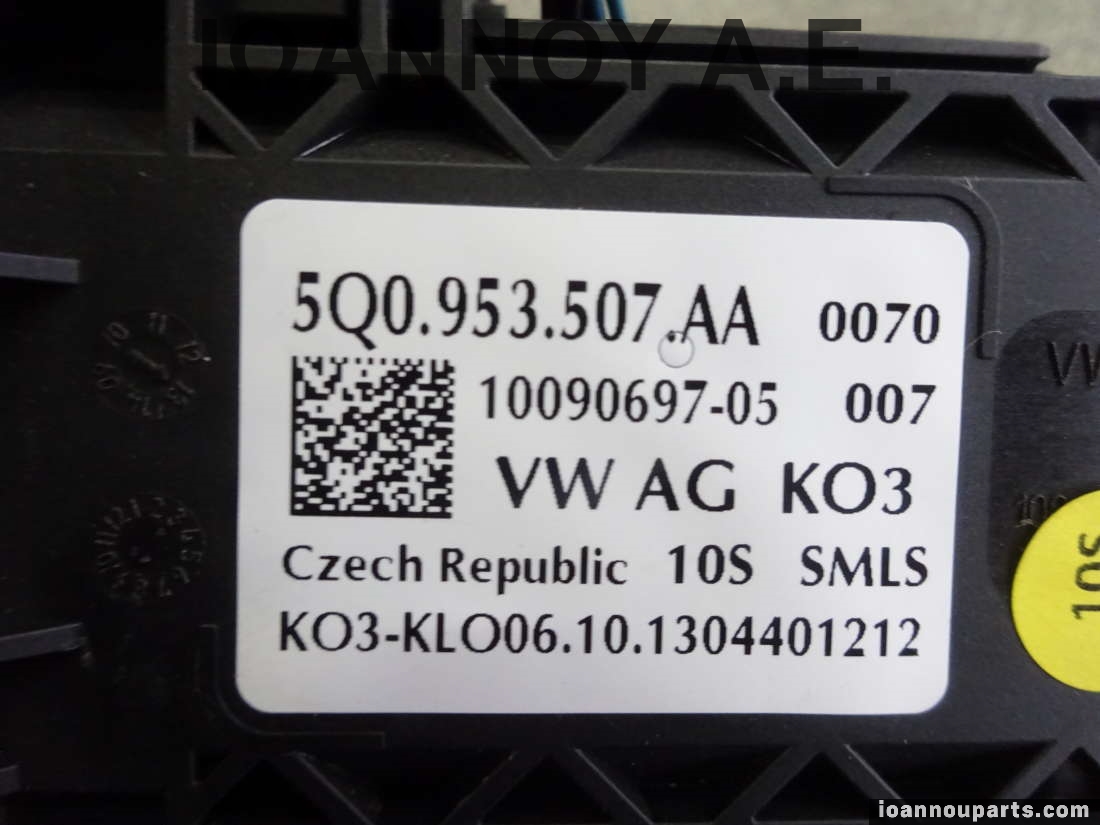 IOANNOY A.E.
5Q0.953.507.AA 0070
10090697-05 007
VW AG KO3
Czech Republic 10S SMLS
KO3-KLO06.10.1304401212
VW
10S
ioannouparts.com